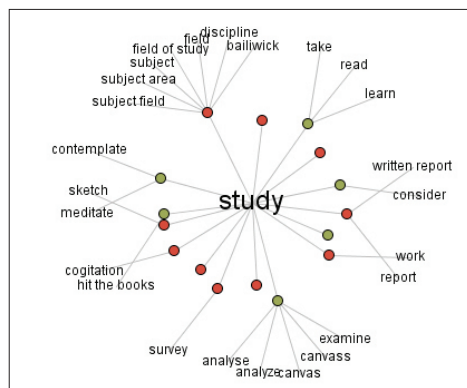 discipline
field
bailiwick
field of study
take
subject
read
subject area
learn
subject field
contemplate
written report
sketch
consider
study
meditate
work
cogitation
report
hit the books
examine
survey
canvass
analyse
analyze
canvas